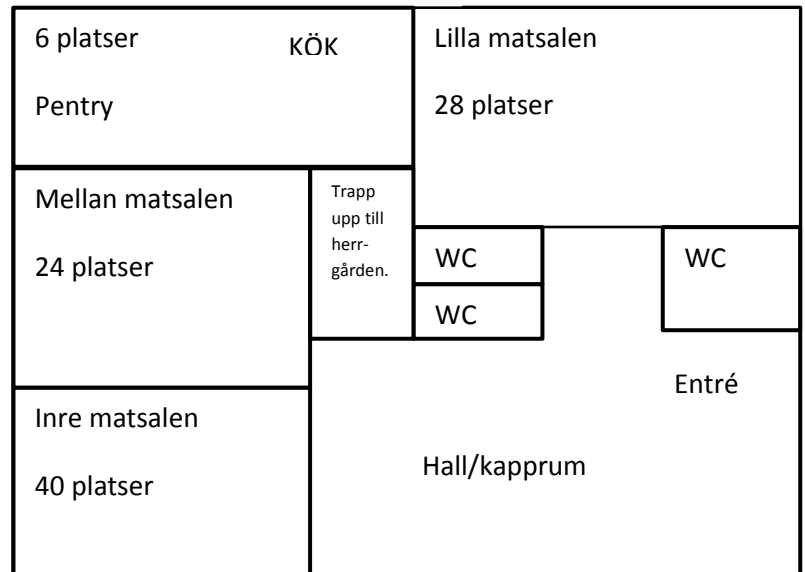 6 platser
KÖK
Pentry
Lilla matsalen
28 platser
Mellan matsalen
24 platser
Trapp
upp till
herr-
gården.
WC
WC
WC
Entré
Inre matsalen
40 platser
Hall/kapprum